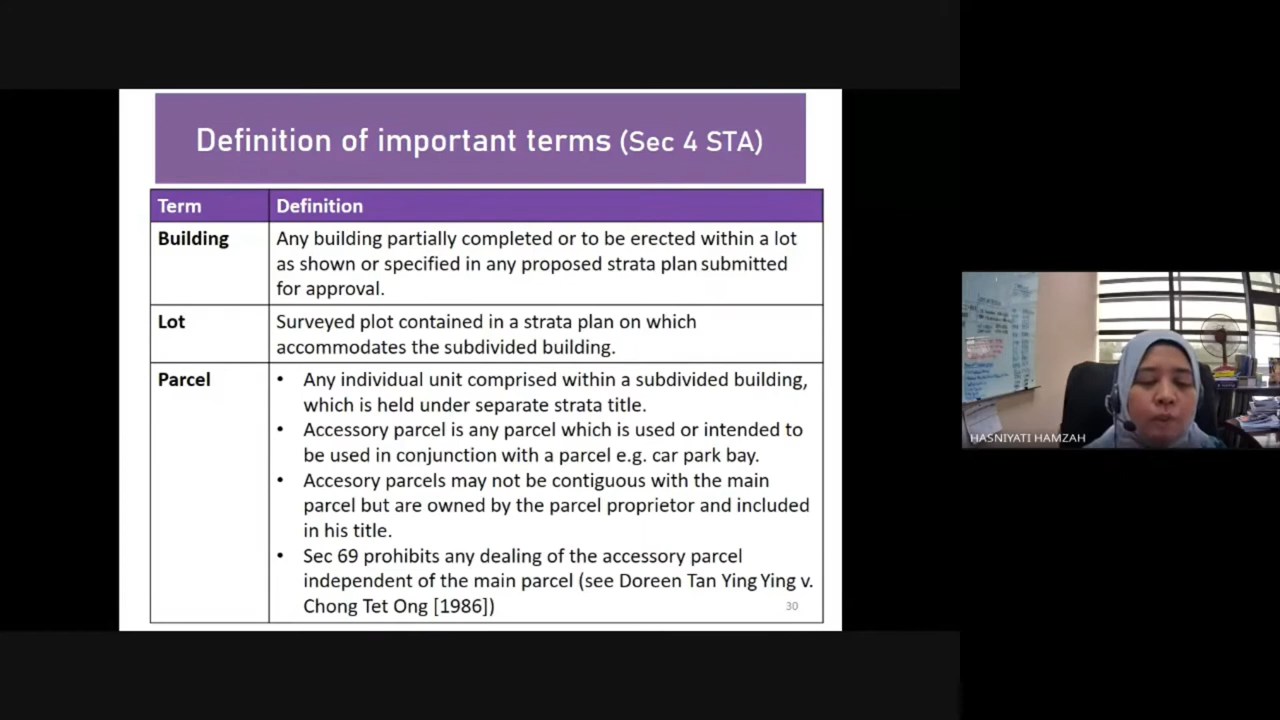 Definition of important terms (Sec 4 STA)
Term
Definition
Building
Any building partially completed or to be erected within a lot
as shown or specified in any proposed strata plan submitted
for approval.
Lot
Surveyed plot contained in a strata plan on which
accommodates the subdivided building.
Parcel
• Any individual unit comprised within a subdivided building,
which is held under separate strata title.
• Accessory parcel is any parcel which is used or intended to
be used in conjunction with a parcel e.g. car park bay.
• Accesory parcels may not be contiguous with the main
parcel but are owned by the parcel proprietor and included
in his title.
• Sec 69 prohibits any dealing of the accessory parcel
independent of the main parcel (see Doreen Tan Ying Ying v.
Chong Tet Ong [1986])
30
HASNIYATI HAMZAH